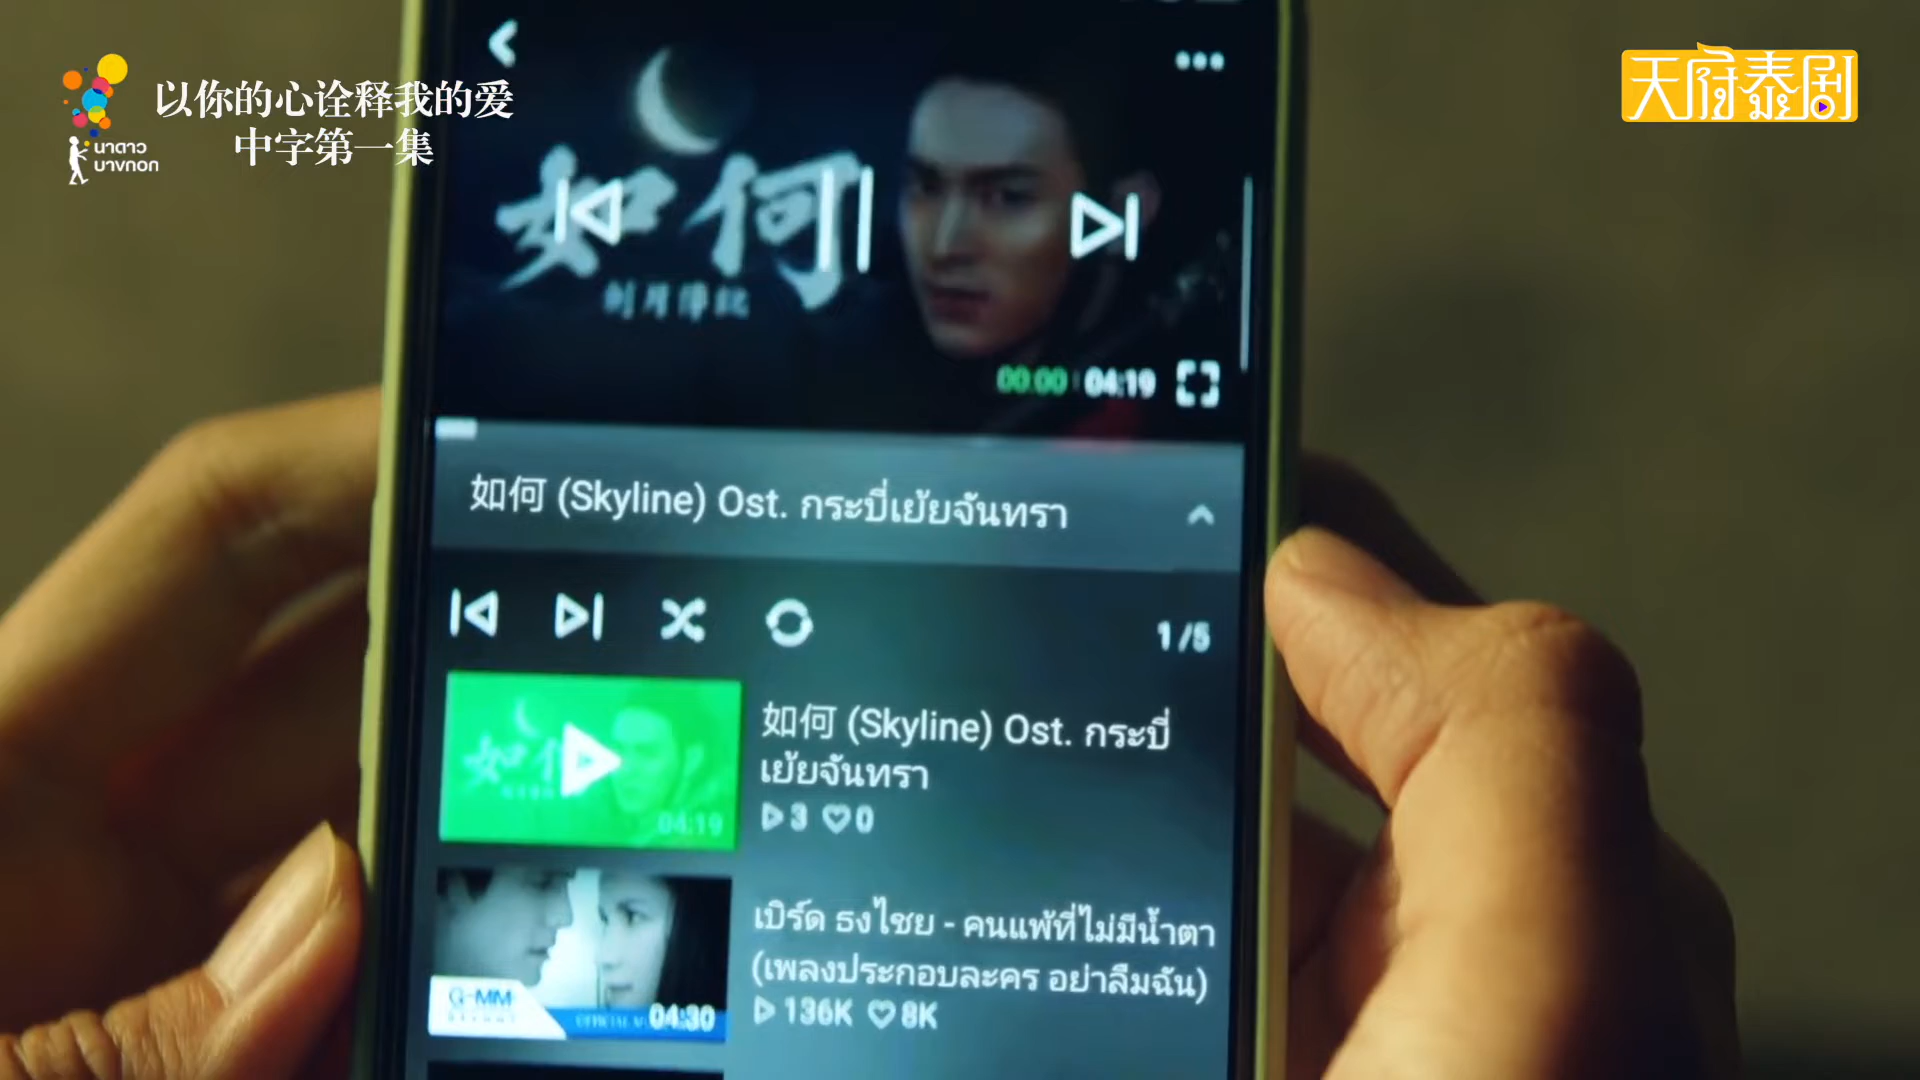 以你的心诠释我的爱
中字第一集
นาดาว
บางกอก
天府泰剧
如何
剑月傳記
00:00 04:19
如何 (Skyline) Ost. กระบี่เย้ยจันทรา
1/5
如何 (Skyline) Ost. กระบี่
เย้ยจันทรา
3 0
04:19
เบิร์ด ธงไชย - คนแพ้ที่ไม่มีน้ำตา
(เพลงประกอบละคร อย่าลืมฉัน)
136K 8K
G-MM
04:30